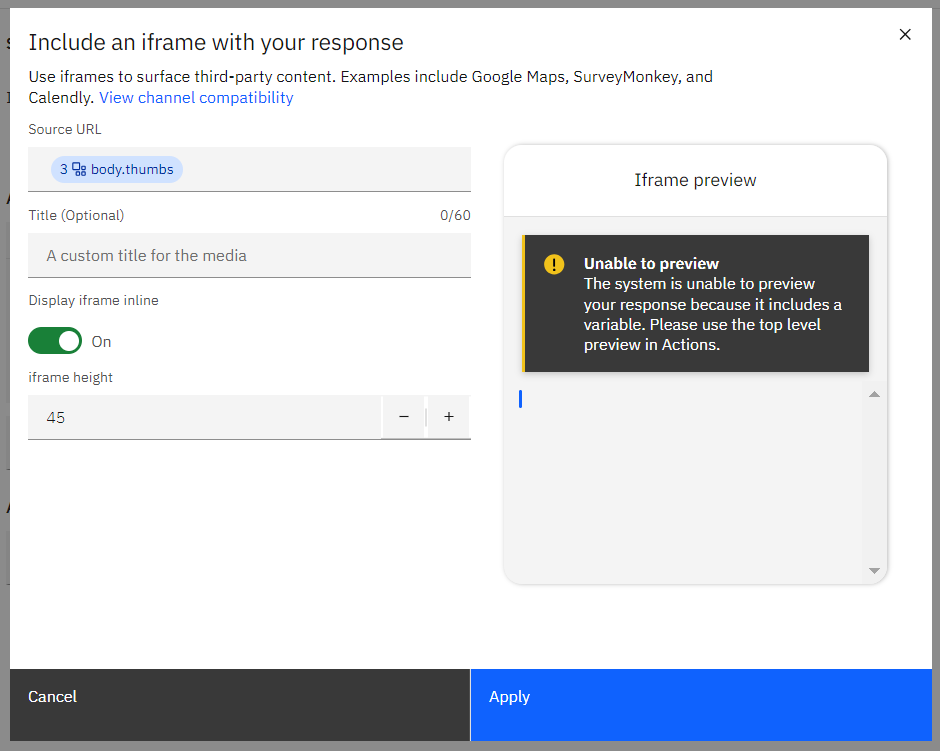 Include an iframe with your response
Use iframes to surface third-party content. Examples include Google Maps, SurveyMonkey, and
Calendly. View channel compatibility
Source URL
3 body.thumbs
Title (Optional) 0/60
A custom title for the media
Display iframe inline
On
iframe height
45
Iframe preview
Unable to preview
The system is unable to preview
your response because it includes a
variable. Please use the top level
preview in Actions.
Cancel
Apply